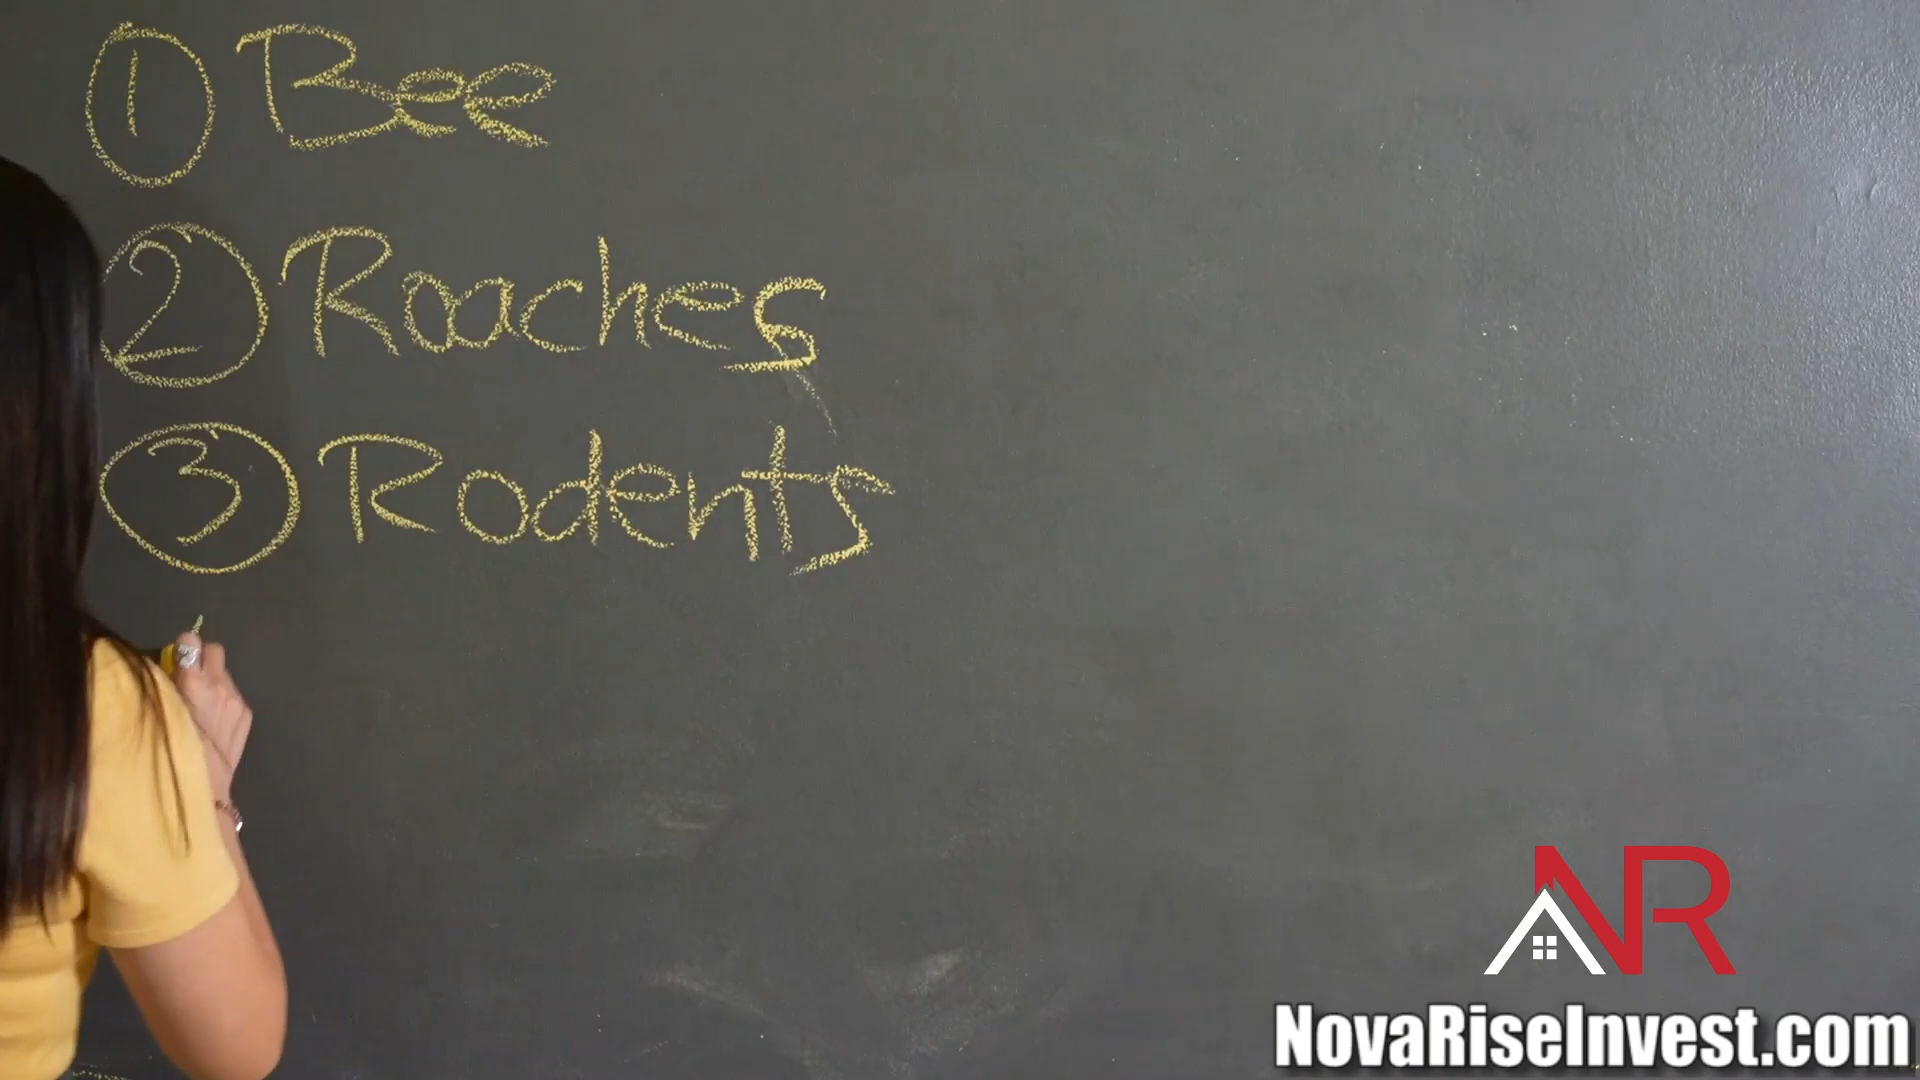 ① Bee
② Roaches
③ Rodents
NR
NovaRiseInvest.com